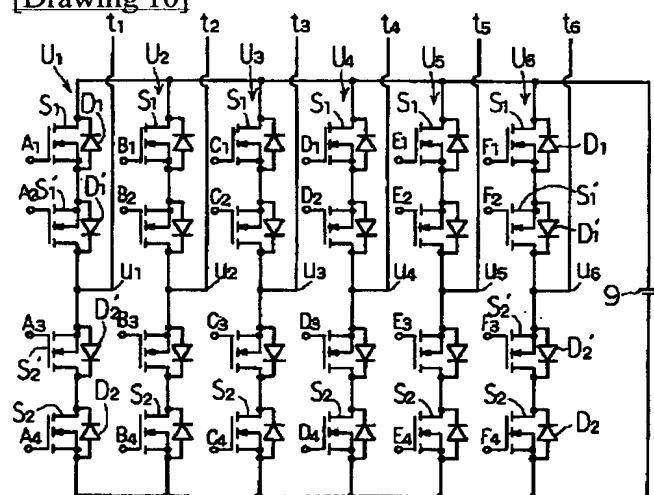 [Drawing 10]
t1 t2 t3 t4 t5 t6
U1 U2 U3 U4 U5 U6
S1 D1 S1 S1 S1 S1 S1
A1 B1 C1 D1 E1 F1 D1
A2 S1' D1' B2 C2 D2 E2 F2 S1'
D1'
u1 u2 u3 u4 u5 u6 9
D2' S2'
A3 B3 C3 D3 E3 F3 D2'
S2
S2 D2 S2 S2 S2 S2 S2 D2
A4 B4 C4 D4 E4 F4